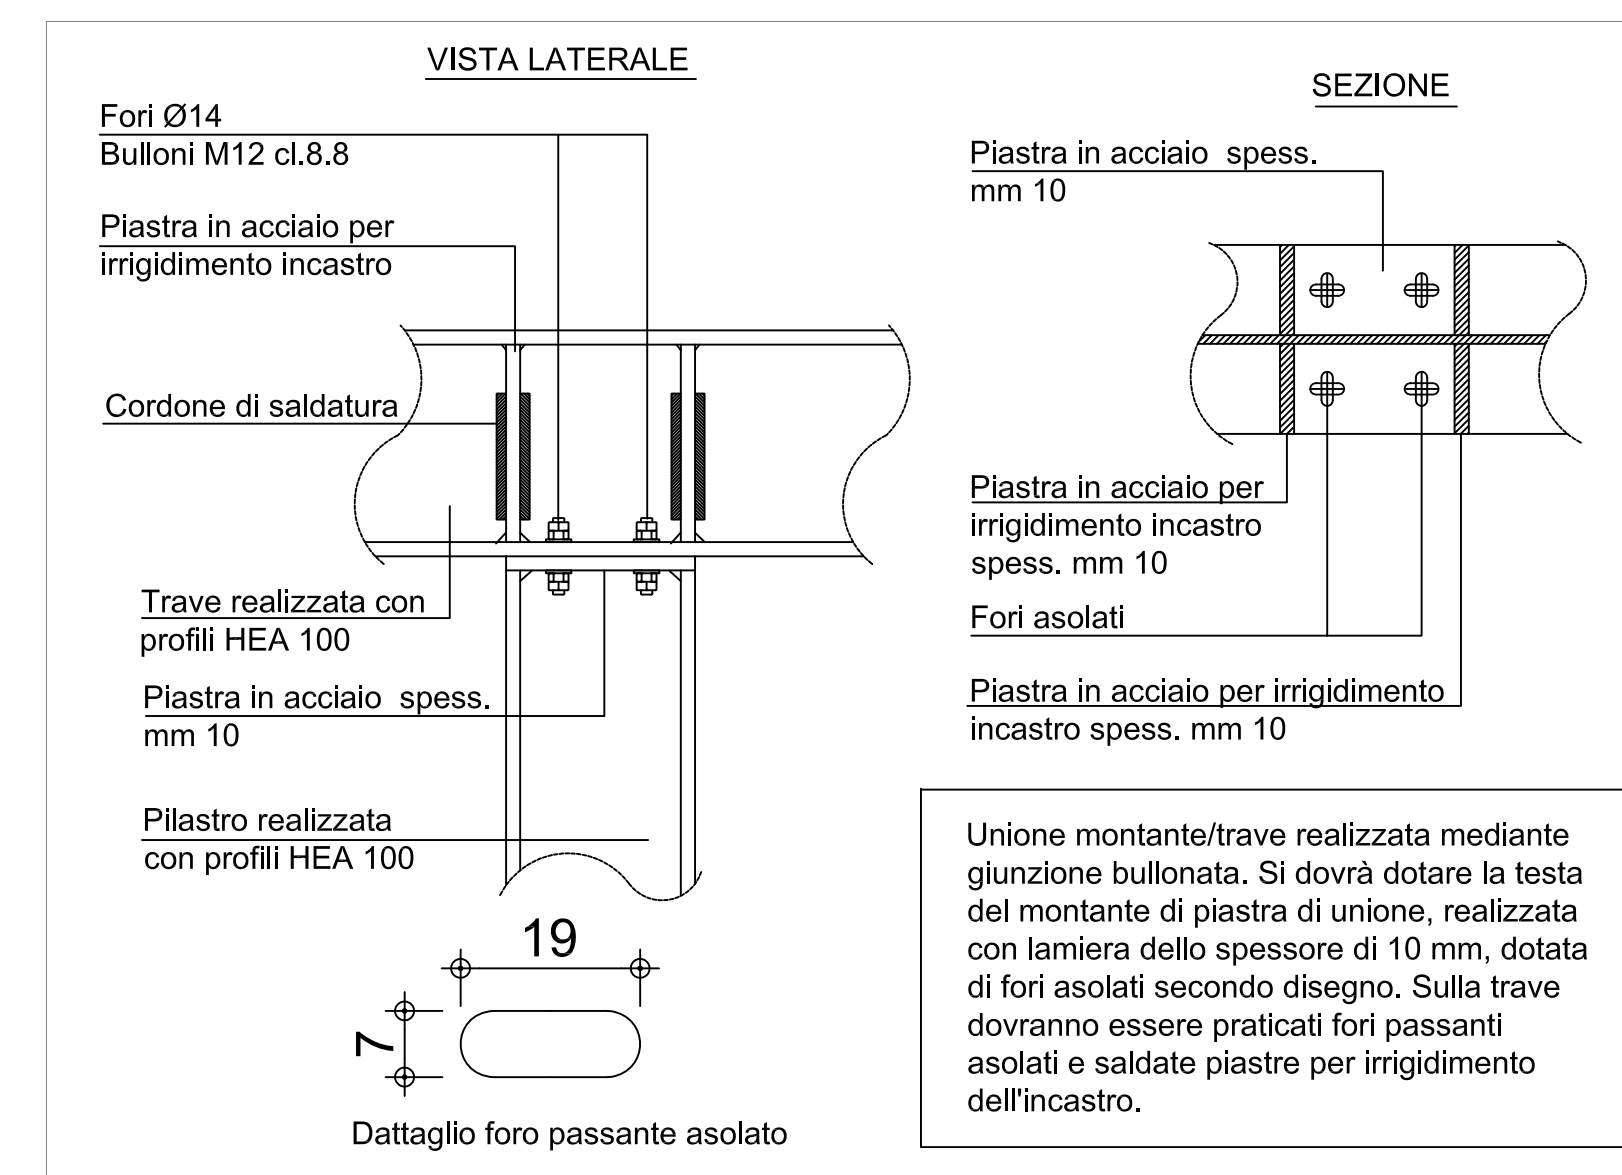 VISTA LATERALE
Fori Ø14
Bulloni M12 cl.8.8
Piastra in acciaio per
irrigidimento incastro
Cordone di saldatura
Trave realizzata con
profili HEA 100
Piastra in acciaio spess.
mm 10
Pilastro realizzata
con profili HEA 100
19
7
Dattaglio foro passante asolato
SEZIONE
Piastra in acciaio spess.
mm 10
Piastra in acciaio per
irrigidimento incastro
spess. mm 10
Fori asolati
Piastra in acciaio per irrigidimento
incastro spess. mm 10
Unione montante/trave realizzata mediante
giunzione bullonata. Si dovrà dotare la testa
del montante di piastra di unione, realizzata
con lamiera dello spessore di 10 mm, dotata
di fori asolati secondo disegno. Sulla trave
dovranno essere praticati fori passanti
asolati e saldate piastre per irrigidimento
dell'incastro.